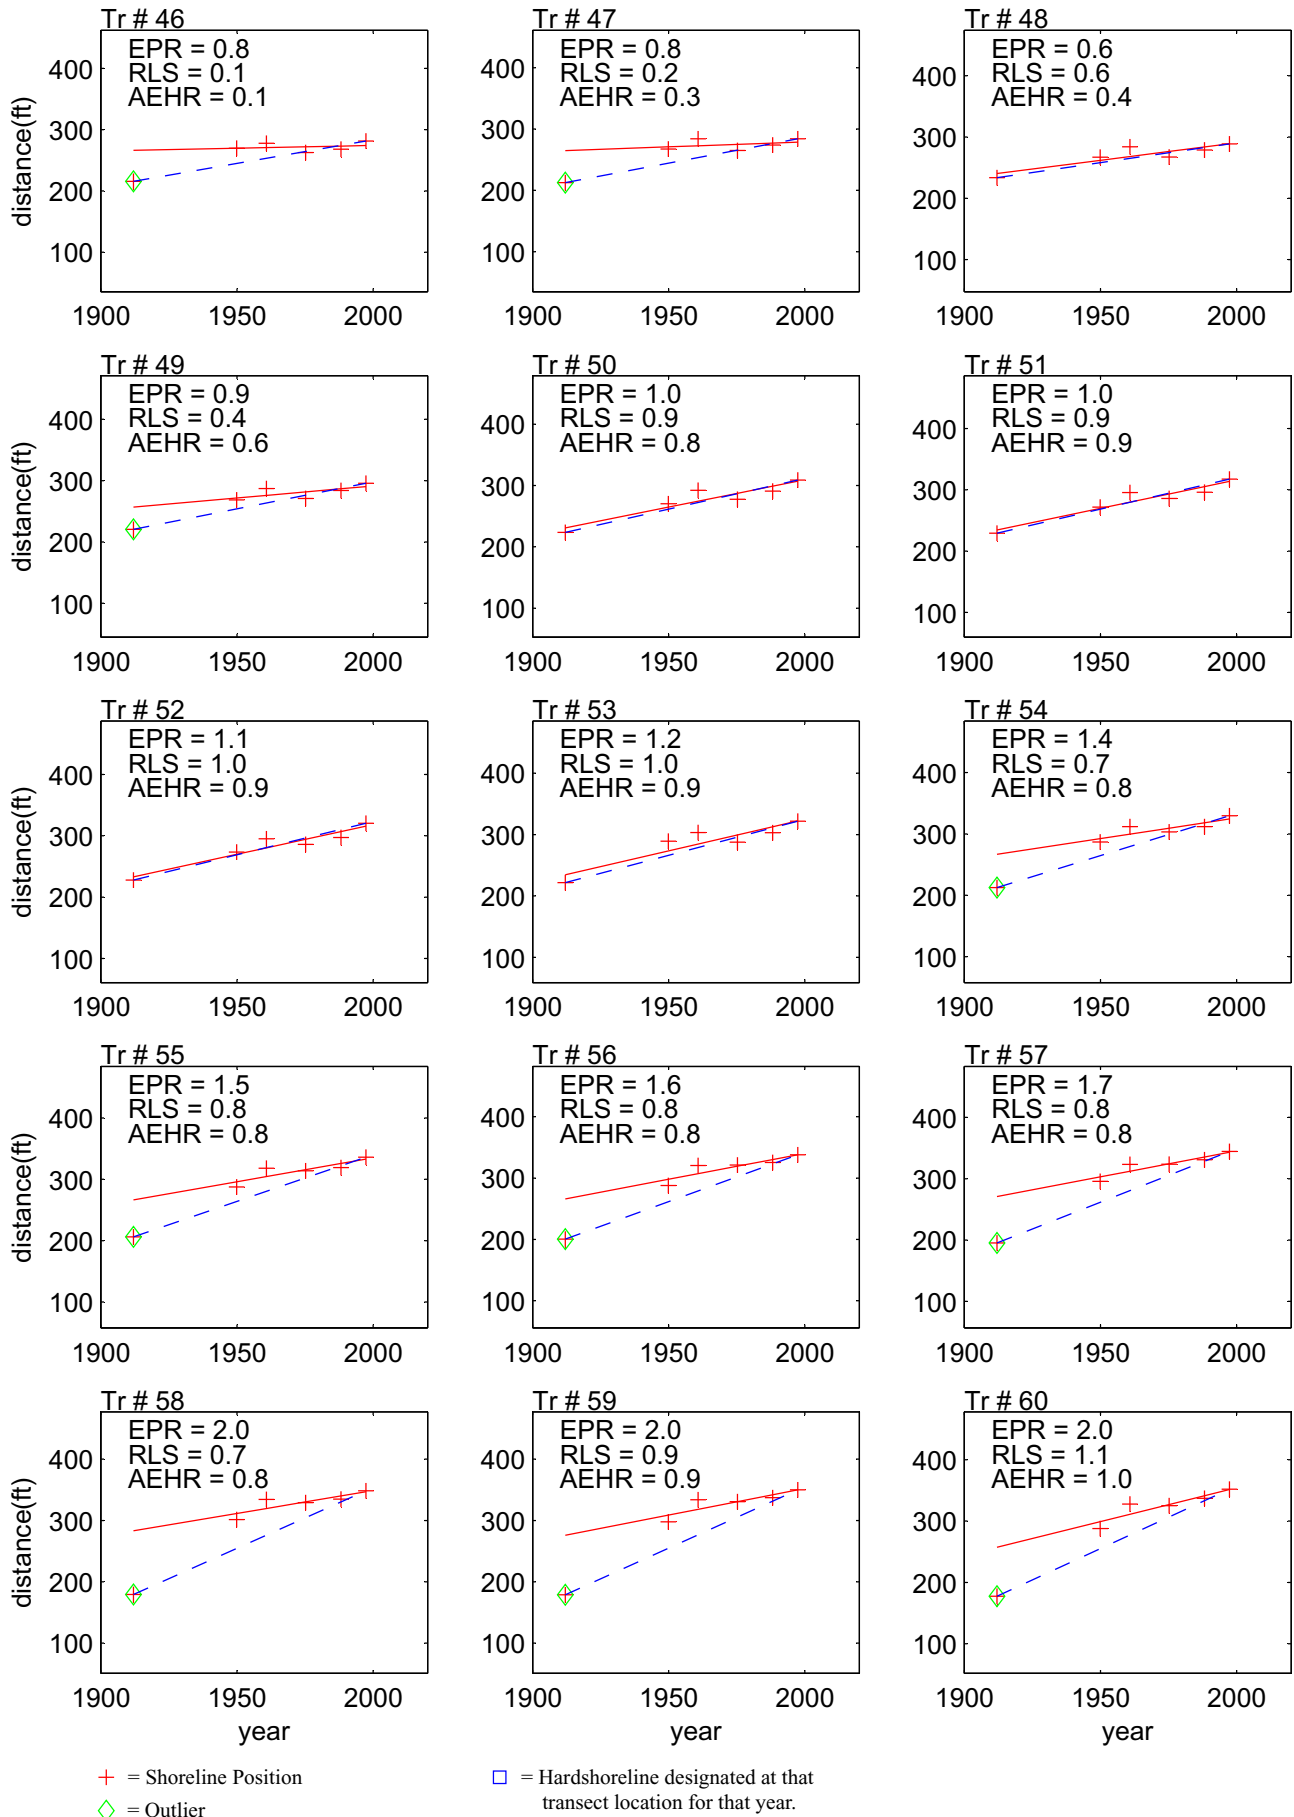 Tr # 46
EPR = 0.8
RLS = 0.1
AEHR = 0.1
400
300
200
100
distance(ft)
1900 1950 2000
Tr # 47
EPR = 0.8
RLS = 0.2
AEHR = 0.3
400
300
200
100
1900 1950 2000
Tr # 48
EPR = 0.6
RLS = 0.6
AEHR = 0.4
400
300
200
100
1900 1950 2000
Tr # 49
EPR = 0.9
RLS = 0.4
AEHR = 0.6
400
300
200
100
distance(ft)
1900 1950 2000
Tr # 50
EPR = 1.0
RLS = 0.9
AEHR = 0.8
400
300
200
100
1900 1950 2000
Tr # 51
EPR = 1.0
RLS = 0.9
AEHR = 0.9
400
300
200
100
1900 1950 2000
Tr # 52
EPR = 1.1
RLS = 1.0
AEHR = 0.9
400
300
200
100
distance(ft)
1900 1950 2000
Tr # 53
EPR = 1.2
RLS = 1.0
AEHR = 0.9
400
300
200
100
1900 1950 2000
Tr # 54
EPR = 1.4
RLS = 0.7
AEHR = 0.8
400
300
200
100
1900 1950 2000
Tr # 55
EPR = 1.5
RLS = 0.8
AEHR = 0.8
400
300
200
100
distance(ft)
1900 1950 2000
Tr # 56
EPR = 1.6
RLS = 0.8
AEHR = 0.8
400
300
200
100
1900 1950 2000
Tr # 57
EPR = 1.7
RLS = 0.8
AEHR = 0.8
400
300
200
100
1900 1950 2000
Tr # 58
EPR = 2.0
RLS = 0.7
AEHR = 0.8
400
300
200
100
distance(ft)
1900 1950 2000
year
Tr # 59
EPR = 2.0
RLS = 0.9
AEHR = 0.9
400
300
200
100
1900 1950 2000
year
Tr # 60
EPR = 2.0
RLS = 1.1
AEHR = 1.0
400
300
200
100
1900 1950 2000
year
= Shoreline Position
= Outlier
= Hardshoreline designated at that
transect location for that year.